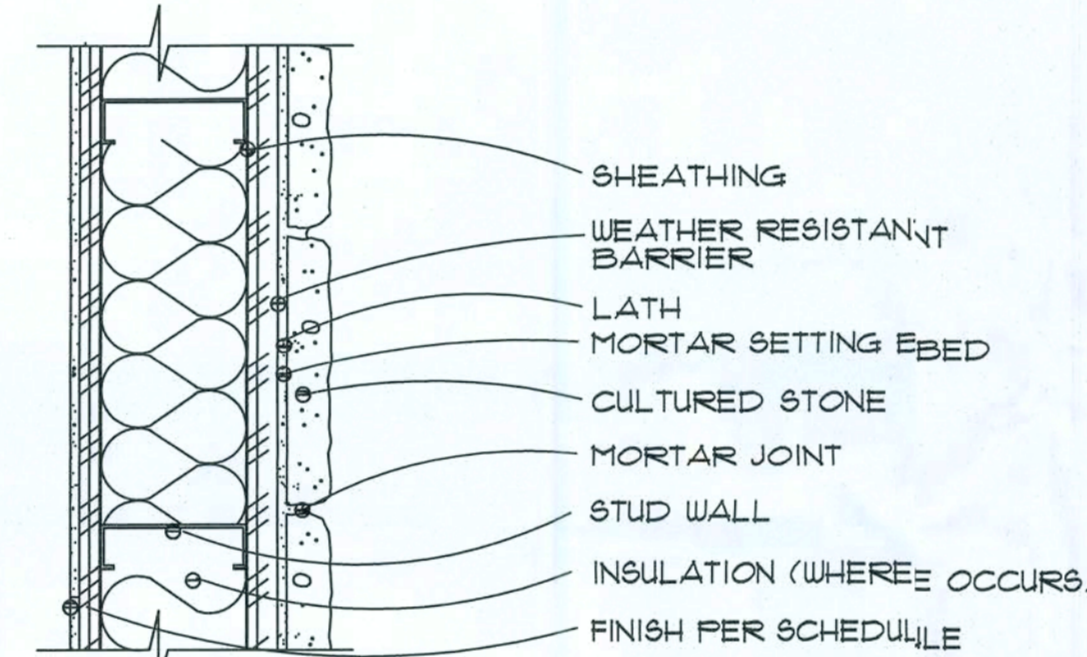 SHEATHING
WEATHER RESISTANT
BARRIER
LATH
MORTAR SETTING BED
CULTURED STONE
MORTAR JOINT
STUD WALL
INSULATION (WHERE OCCURS.
FINISH PER SCHEDULE